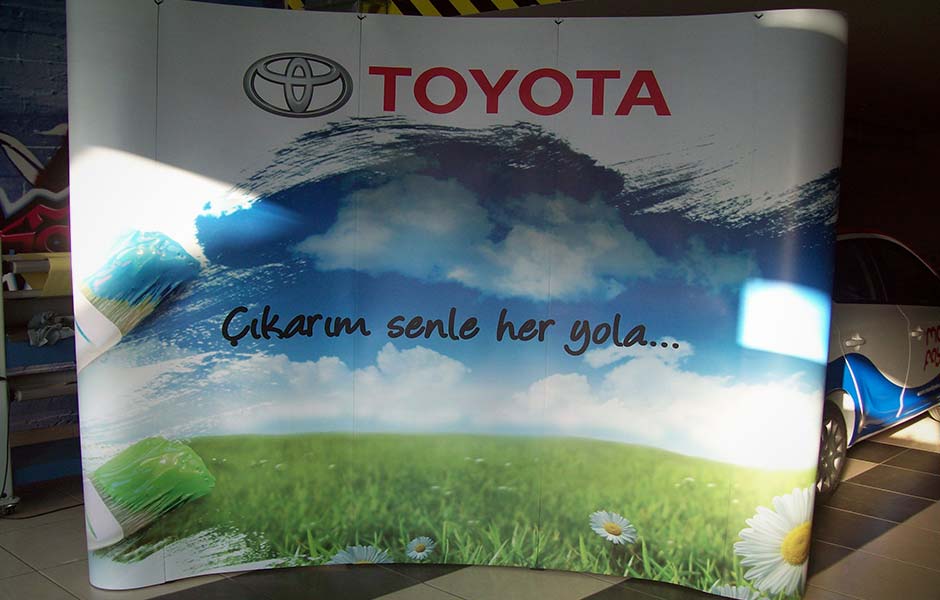 TOYOTA
Çıkarım senle her yola...